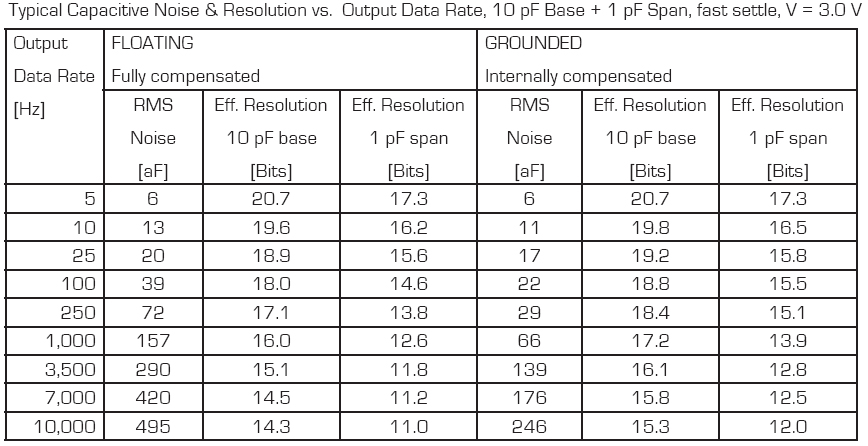 Typical Capacitive Noise & Resolution vs. Output Data Rate, 10 pF Base + 1 pF Span, fast settle, V = 3.0 V
Output Data Rate [Hz] FLOATING Fully compensated GROUNDED Internally compensated
RMS Noise [aF] Eff. Resolution 10 pF base [Bits] Eff. Resolution 1 pF span [Bits] RMS Noise [aF] Eff. Resolution 10 pF base [Bits] Eff. Resolution 1 pF span [Bits]
5 6 20.7 17.3 6 20.7 17.3
10 13 19.6 16.2 11 19.8 16.5
25 20 18.9 15.6 17 19.2 15.8
100 39 18.0 14.6 22 18.8 15.5
250 72 17.1 13.8 29 18.4 15.1
1,000 157 16.0 12.6 66 17.2 13.9
3,500 290 15.1 11.8 139 16.1 12.8
7,000 420 14.5 11.2 176 15.8 12.5
10,000 495 14.3 11.0 246 15.3 12.0